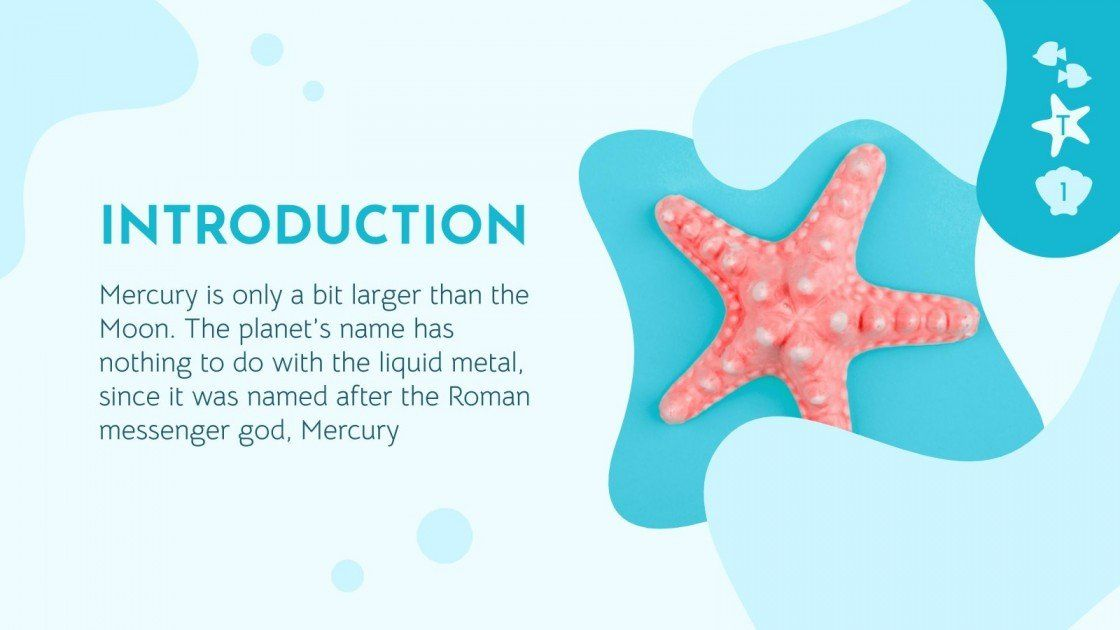 INTRODUCTION
Mercury is only a bit larger than the
Moon. The planet's name has
nothing to do with the liquid metal,
since it was named after the Roman
messenger god, Mercury
T
1